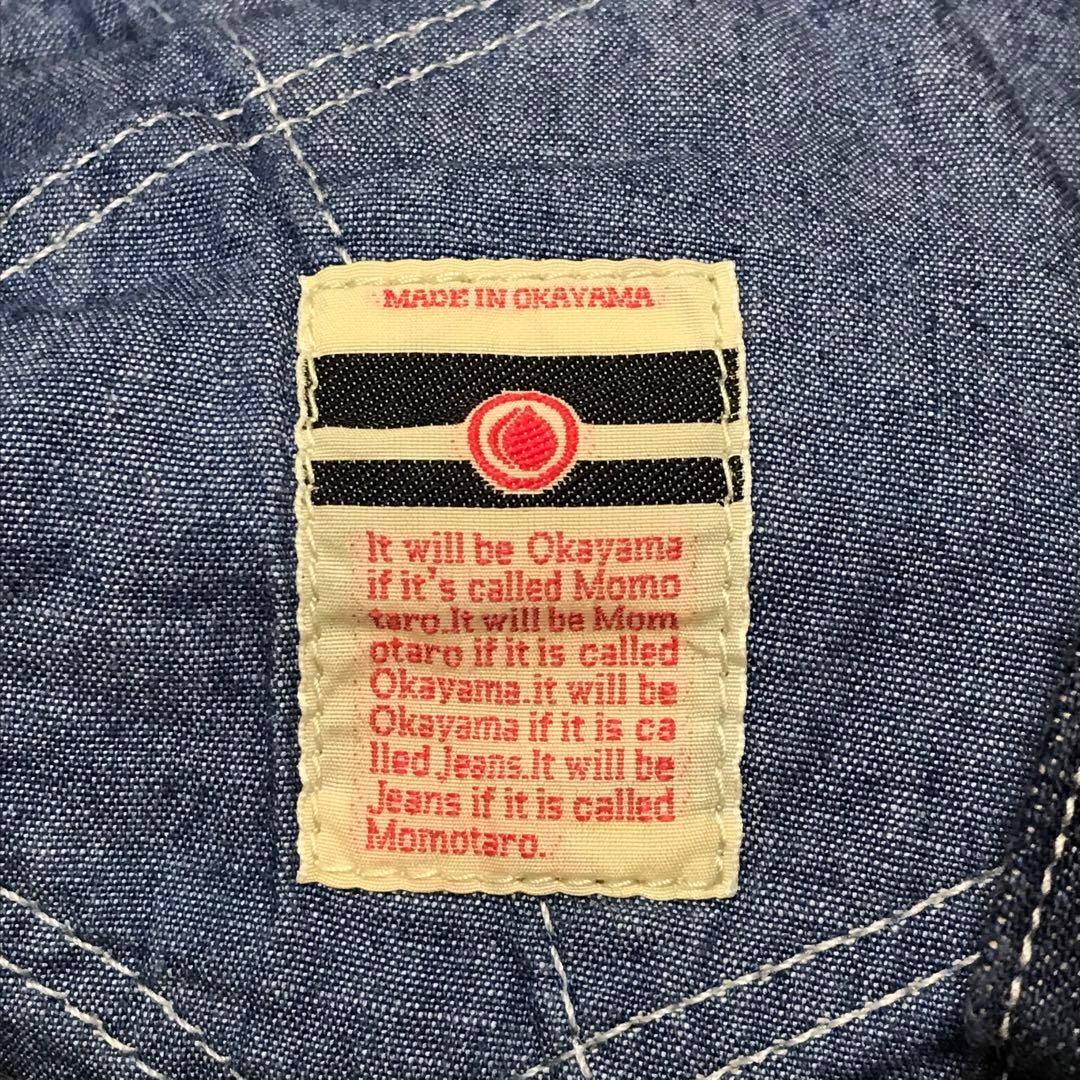 MADE IN OKAYAMA
It will be Okayama
if it's called Momo
taro.It will be Mom
otaro if it is called
Okayama.it will be
Okayama if it is ca
lled Jeans.It will be
Jeans if it is called
Momotaro.